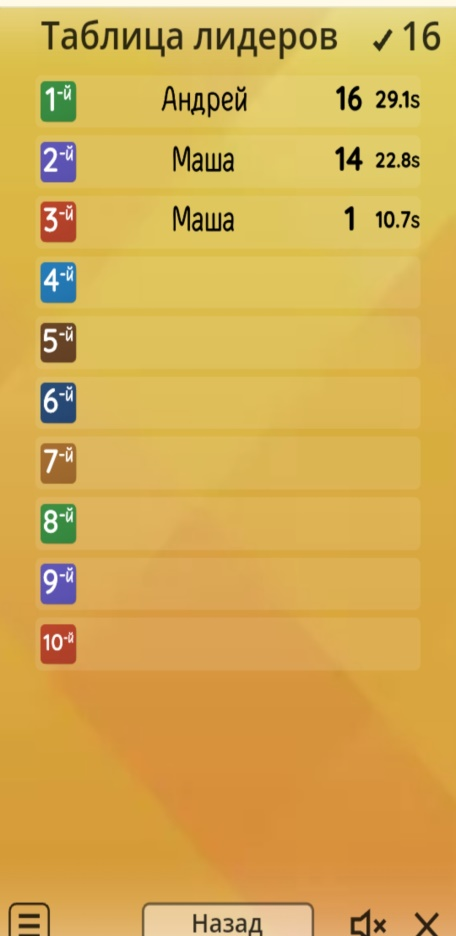 Таблица лидеров ✓ 16
1-й Андрей 16 29.1s
2-й Маша 14 22.8s
3-й Маша 1 10.7s
4-й
5-й
6-й
7-й
8-й
9-й
10-й
Назад